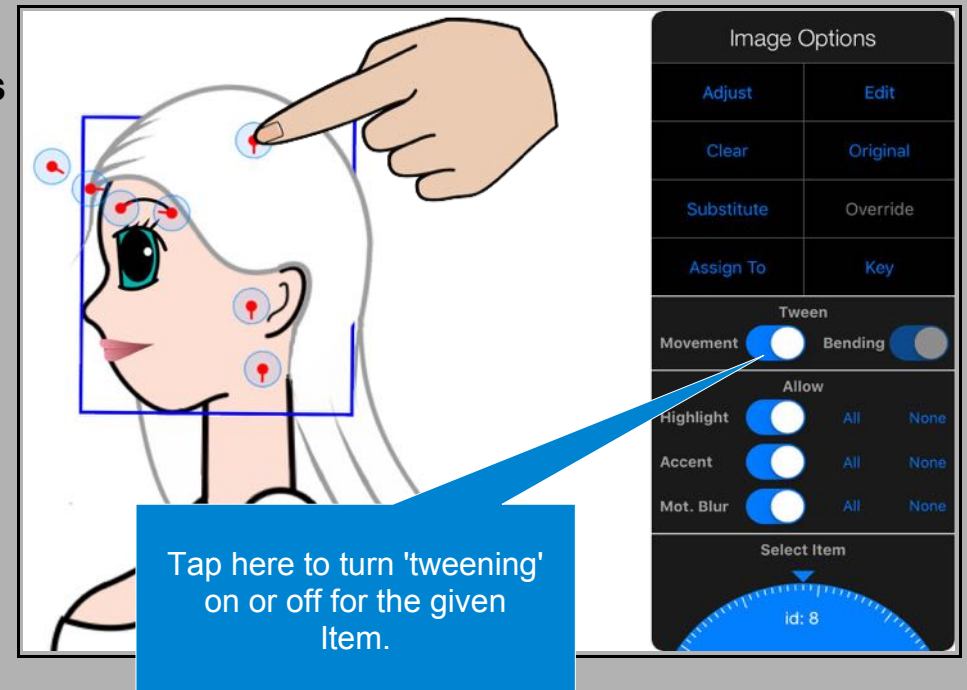 s
Image Options
Adjust Edit
Clear Original
Substitute Override
Assign To Key
Tween
Movement Bending
Allow
Highlight All None
Accent All None
Mot. Blur All None
Select Item
id: 8
Tap here to turn 'tweening'
on or off for the given
Item.